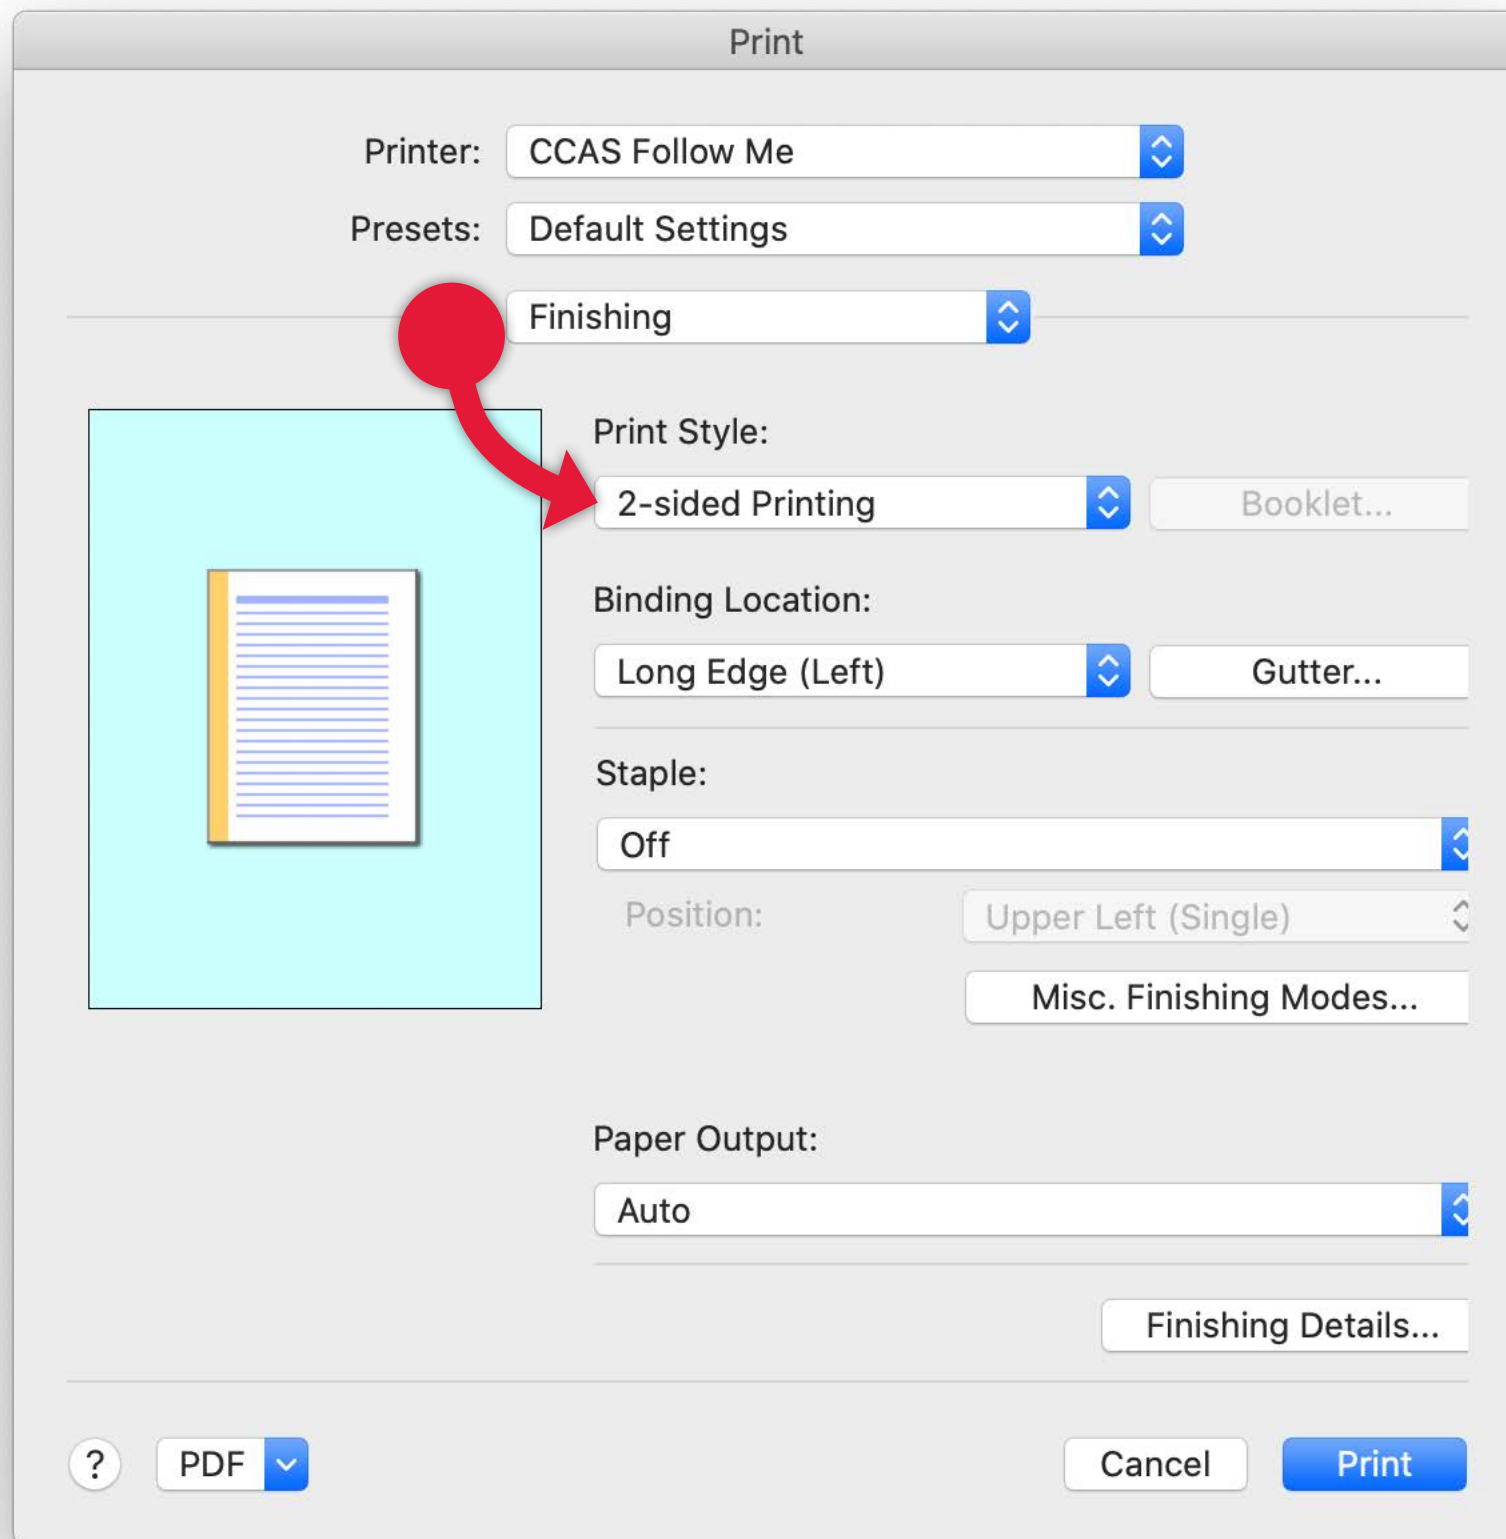 Print
Printer: CCAS Follow Me
Presets: Default Settings
Finishing
Print Style:
2-sided Printing Booklet...
Binding Location:
Long Edge (Left) Gutter...
Staple:
Off
Position: Upper Left (Single)
Misc. Finishing Modes...
Paper Output:
Auto
Finishing Details...
? PDF Cancel Print